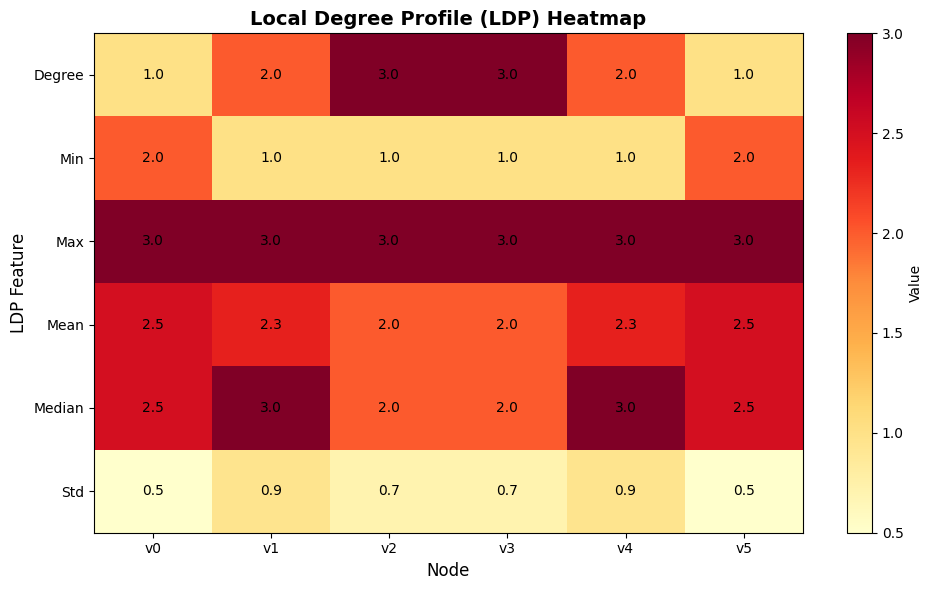 Local Degree Profile (LDP) Heatmap
LDP Feature
Degree 1.0 2.0 3.0 3.0 2.0 1.0
Min 2.0 1.0 1.0 1.0 1.0 2.0
Max 3.0 3.0 3.0 3.0 3.0 3.0
Mean 2.5 2.3 2.0 2.0 2.3 2.5
Median 2.5 3.0 2.0 2.0 3.0 2.5
Std 0.5 0.9 0.7 0.7 0.9 0.5
v0 v1 v2 v3 v4 v5
Node
3.0
2.5
2.0
1.5
1.0
0.5
Value